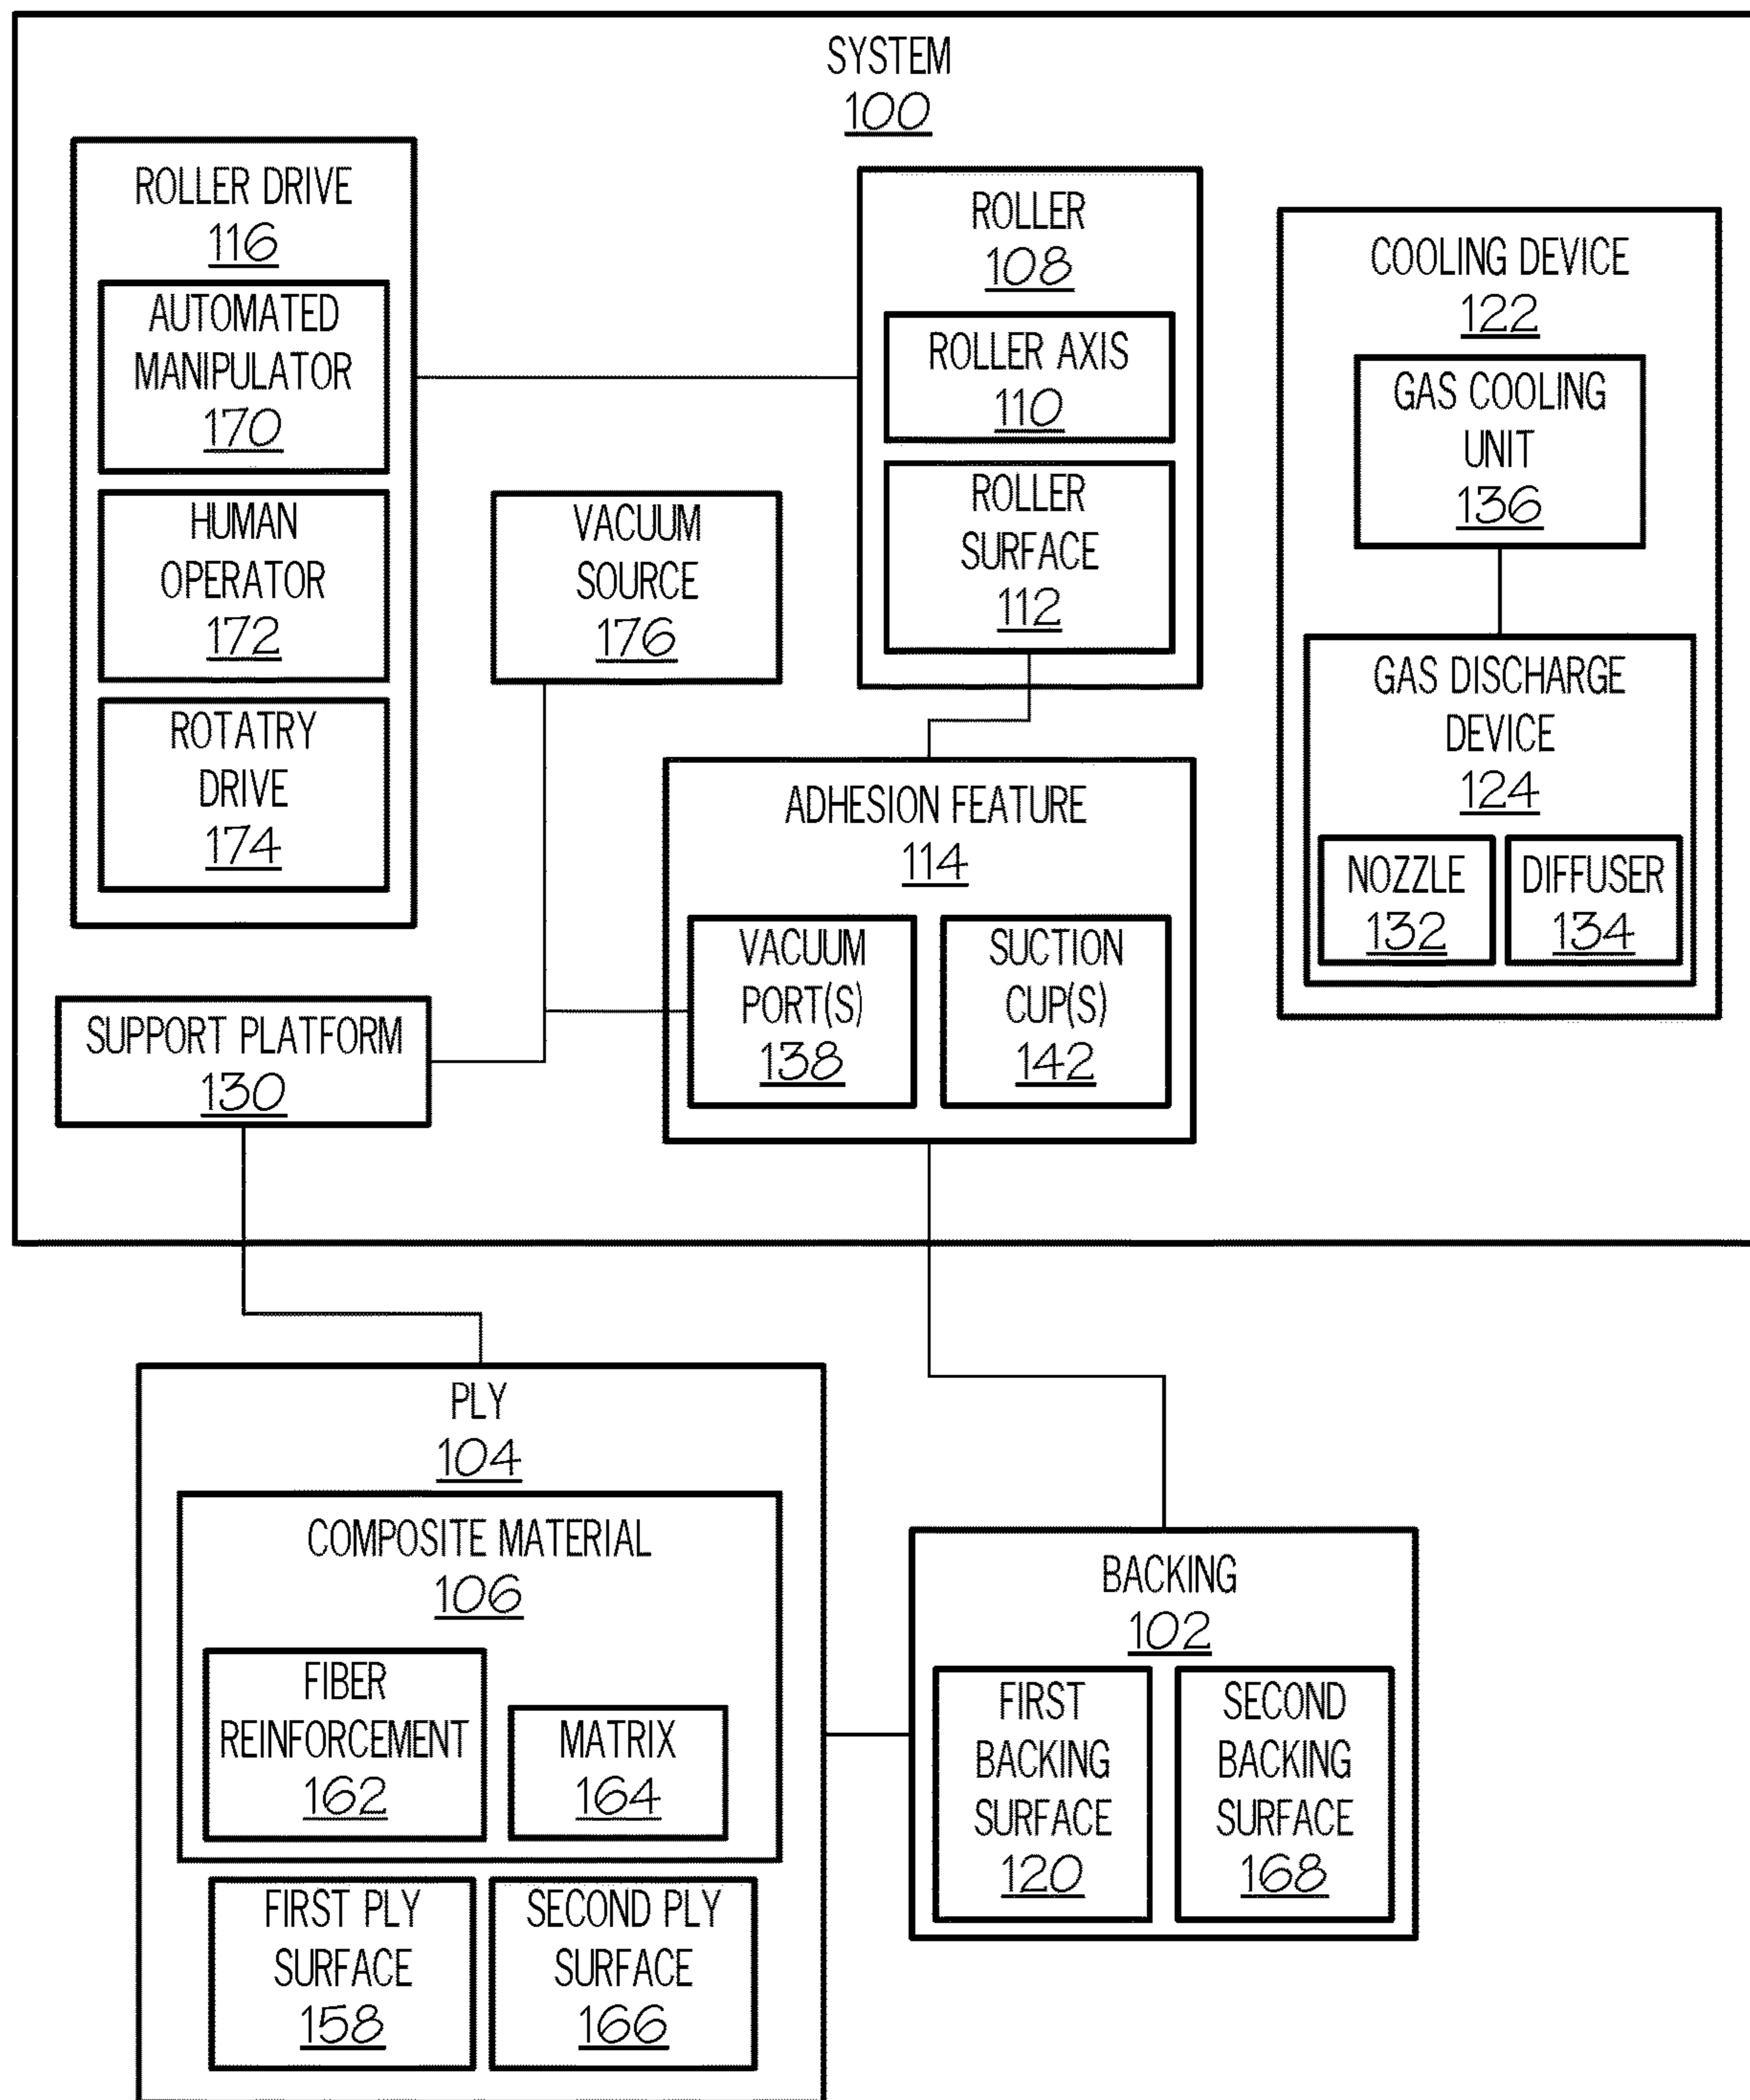 SYSTEM
100
ROLLER DRIVE
116
AUTOMATED
MANIPULATOR
170
HUMAN
OPERATOR
172
ROTATRY
DRIVE
174
ROLLER
108
ROLLER AXIS
110
ROLLER
SURFACE
112
COOLING DEVICE
122
GAS COOLING
UNIT
136
GAS DISCHARGE
DEVICE
124
NOZZLE
132
DIFFUSER
134
VACUUM
SOURCE
176
ADHESION FEATURE
114
VACUUM
PORT(S)
138
SUCTION
CUP(S)
142
SUPPORT PLATFORM
130
PLY
104
COMPOSITE MATERIAL
106
FIBER
REINFORCEMENT
162
MATRIX
164
FIRST PLY
SURFACE
158
SECOND PLY
SURFACE
166
BACKING
102
FIRST
BACKING
SURFACE
120
SECOND
BACKING
SURFACE
168